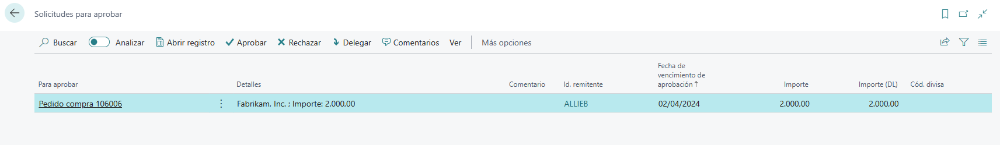 Solicitudes para aprobar
Buscar Analizar Abrir registro Aprobar Rechazar Delegar Comentarios Ver Más opciones
Para aprobar Detalles Comentario Id. remitente Fecha de vencimiento de aprobación↑ Importe Importe (DL) Cód. divisa
Pedido compra 106006 Fabrikam, Inc. ; Importe: 2.000,00 ALLIEB 02/04/2024 2.000,00 2.000,00